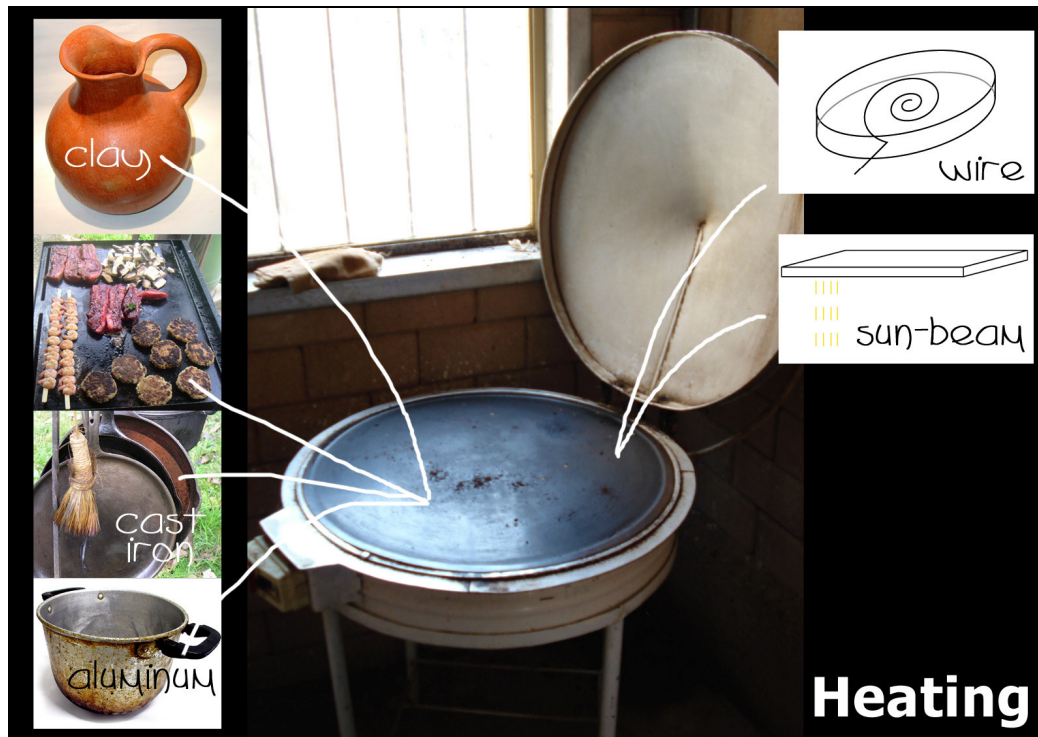 clay
cast
iron
aluminum
wire
sun-beam
Heating